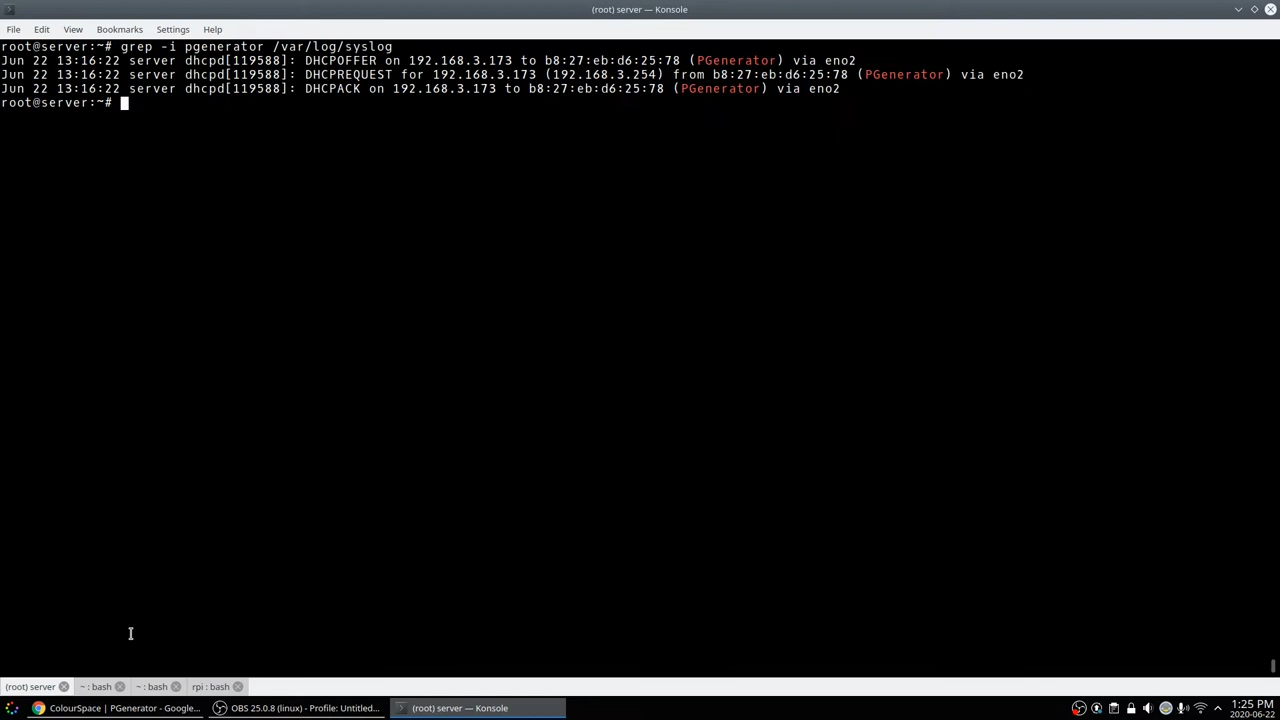 (root) server — Konsole
File Edit View Bookmarks Settings Help
root@server:~# grep -i pgenerator /var/log/syslog
Jun 22 13:16:22 server dhcpd[119588]: DHCPOFFER on 192.168.3.173 to b8:27:eb:d6:25:78 (PGenerator) via eno2
Jun 22 13:16:22 server dhcpd[119588]: DHCPREQUEST for 192.168.3.173 (192.168.3.254) from b8:27:eb:d6:25:78 (PGenerator) via eno2
Jun 22 13:16:22 server dhcpd[119588]: DHCPACK on 192.168.3.173 to b8:27:eb:d6:25:78 (PGenerator) via eno2
root@server:~#
(root) server ~ : bash ~ : bash rpi : bash
ColourSpace | PGenerator - Google... OBS 25.0.8 (linux) - Profile: Untitled... (root) server — Konsole 1:25 PM
2020-06-22